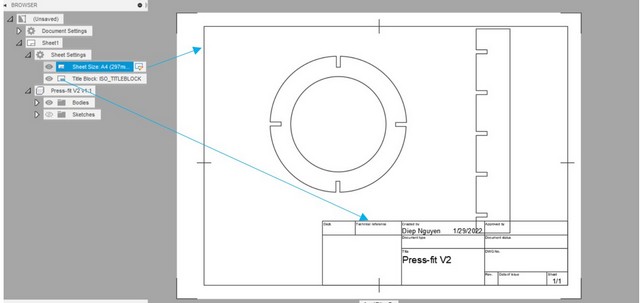 BROWSER
(Unsaved)
Document Settings
Sheet1
Sheet Settings
Sheet Size: A4 (297m...
Title Block: ISO_TITLEBLOCK
Press-fit V2 v1:1
Bodies
Sketches
Dept.
Technical reference
Created by
Approved by
Diep Nguyen
1/29/2022
Document type
Document status
Title
DWG No.
Press-fit V2
Rev.
Date of issue
Sheet
1/1